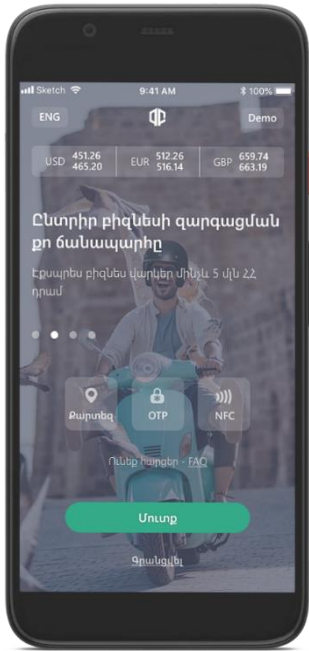 Sketch 9:41 AM 100%
ENG Demo
USD 451.26 465.20 EUR 512.26 516.14 GBP 659.74 663.19
Ընտրիր բիզնեսի զարգացման
քո ճանապարհը
Էքսպրես բիզնես վարկեր մինչև 5 մլն ՀՀ
դրամ
Քարտեզ OTP NFC
Ունեք հարցեր - FAQ
Մուտք
Գրանցվել